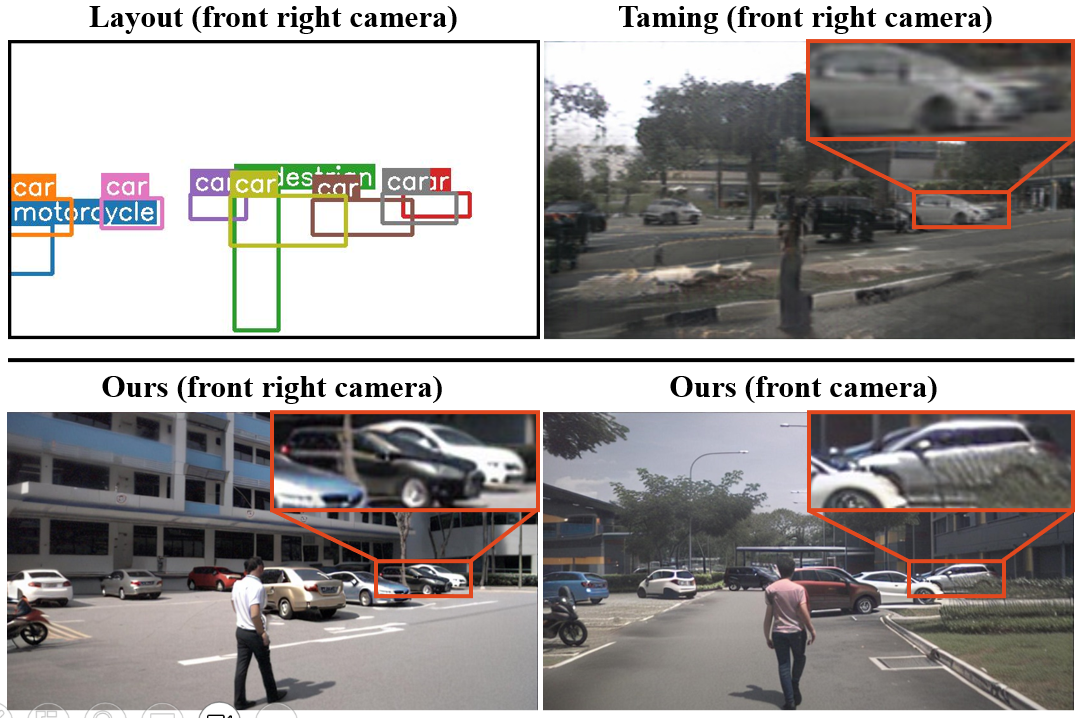 Layout (front right camera)
Taming (front right camera)
car
car
car
car
car
car
motorcycle
Ours (front right camera)
Ours (front camera)